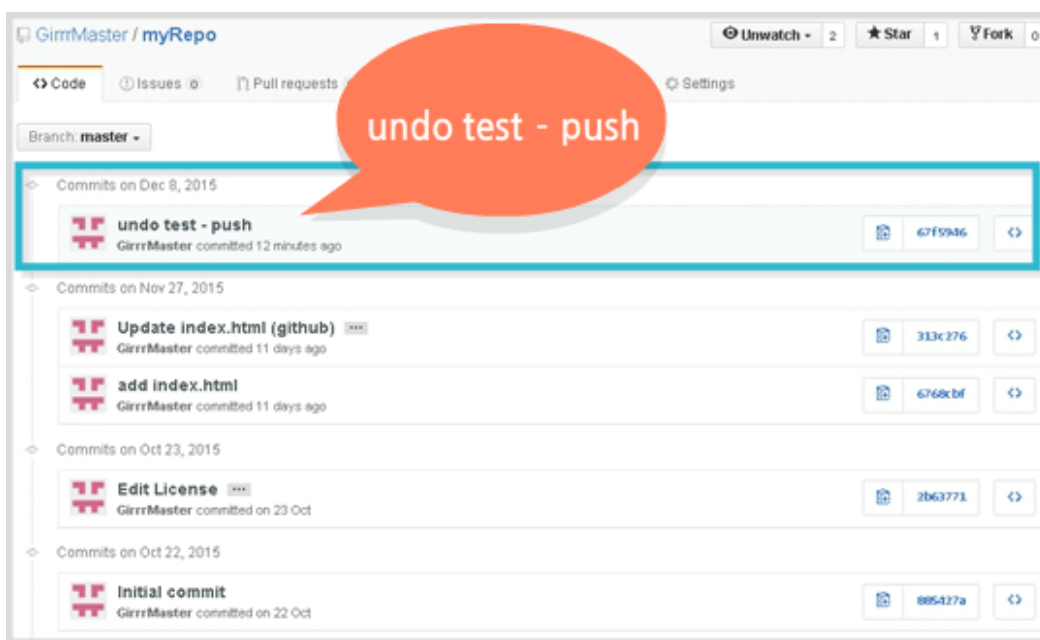 GirrrMaster / myRepo
Unwatch 2 Star 1 Fork 0
Code Issues 0 Pull requests Settings
undo test - push
Branch: master
Commits on Dec 8, 2015
undo test - push
GirrrMaster committed 12 minutes ago
67f5946
Commits on Nov 27, 2015
Update index.html (github) ...
GirrrMaster committed 11 days ago
313c276
add index.html
GirrrMaster committed 11 days ago
6768cbf
Commits on Oct 23, 2015
Edit License ...
GirrrMaster committed on 23 Oct
2b63771
Commits on Oct 22, 2015
Initial commit
GirrrMaster committed on 22 Oct
885427a